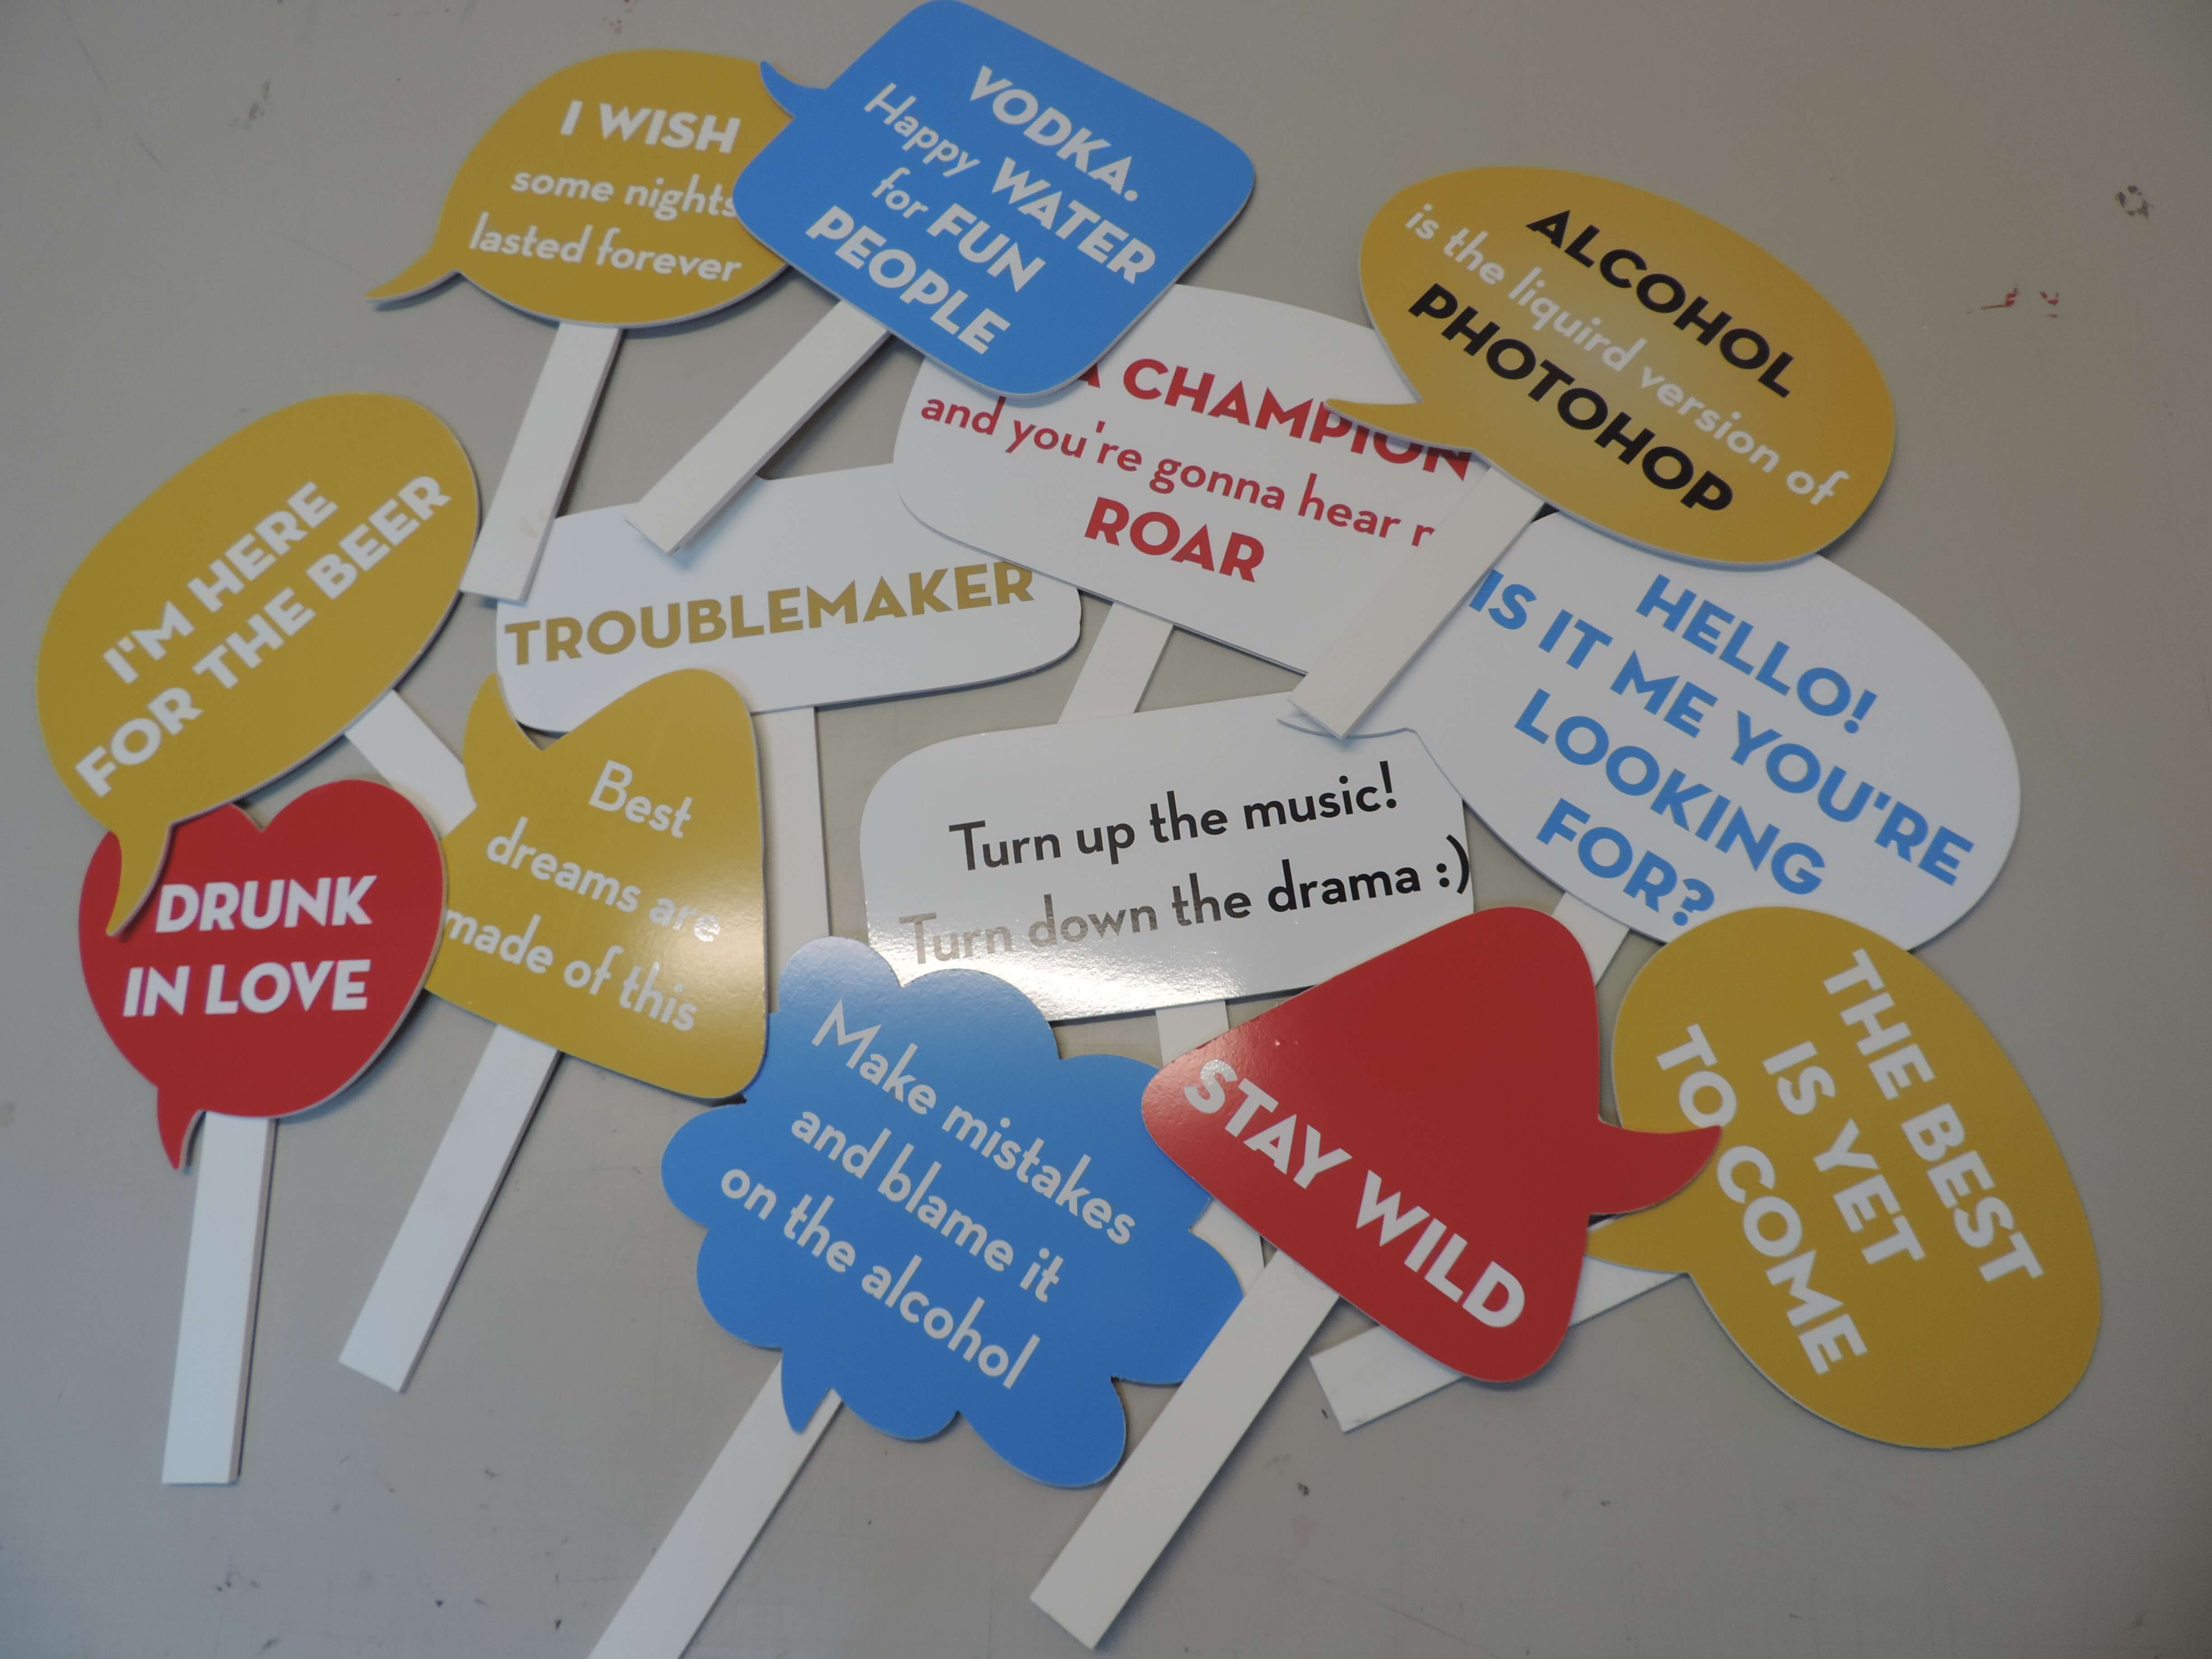 I WISH
some nights
lasted forever
VODKA.
Happy WATER
for FUN
PEOPLE
ALCOHOL
is the liquird version of
PHOTOHOP
A CHAMPION
and you're gonna hear
ROAR
I'M HERE
FOR THE BEER
TROUBLEMAKER
HELLO!
IS IT ME YOU'RE
LOOKING
FOR?
Best
dreams are
made of this
Turn up the music!
Turn down the drama :)
DRUNK
IN LOVE
Make mistakes
and blame it
on the alcohol
STAY WILD
THE BEST
IS YET
TO COME